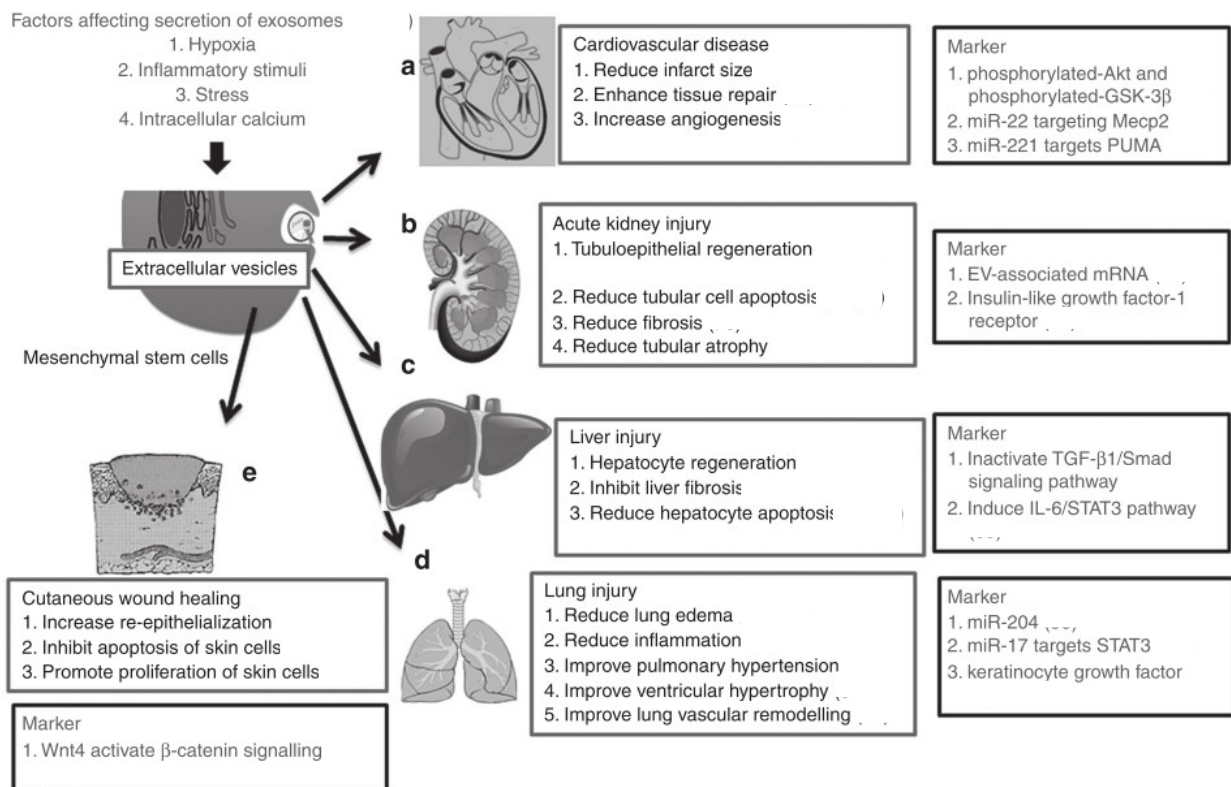 Factors affecting secretion of exosomes
1. Hypoxia
2. Inflammatory stimuli
3. Stress
4. Intracellular calcium
Extracellular vesicles
Mesenchymal stem cells
a
Cardiovascular disease
1. Reduce infarct size
2. Enhance tissue repair
3. Increase angiogenesis
Marker
1. phosphorylated-Akt and
phosphorylated-GSK-3β
2. miR-22 targeting Mecp2
3. miR-221 targets PUMA
b
Acute kidney injury
1. Tubuloepithelial regeneration
2. Reduce tubular cell apoptosis
3. Reduce fibrosis
4. Reduce tubular atrophy
Marker
1. EV-associated mRNA
2. Insulin-like growth factor-1
receptor
c
Liver injury
1. Hepatocyte regeneration
2. Inhibit liver fibrosis
3. Reduce hepatocyte apoptosis
Marker
1. Inactivate TGF-β1/Smad
signaling pathway
2. Induce IL-6/STAT3 pathway
d
Lung injury
1. Reduce lung edema
2. Reduce inflammation
3. Improve pulmonary hypertension
4. Improve ventricular hypertrophy
5. Improve lung vascular remodelling
Marker
1. miR-204
2. miR-17 targets STAT3
3. keratinocyte growth factor
e
Cutaneous wound healing
1. Increase re-epithelialization
2. Inhibit apoptosis of skin cells
3. Promote proliferation of skin cells
Marker
1. Wnt4 activate β-catenin signalling